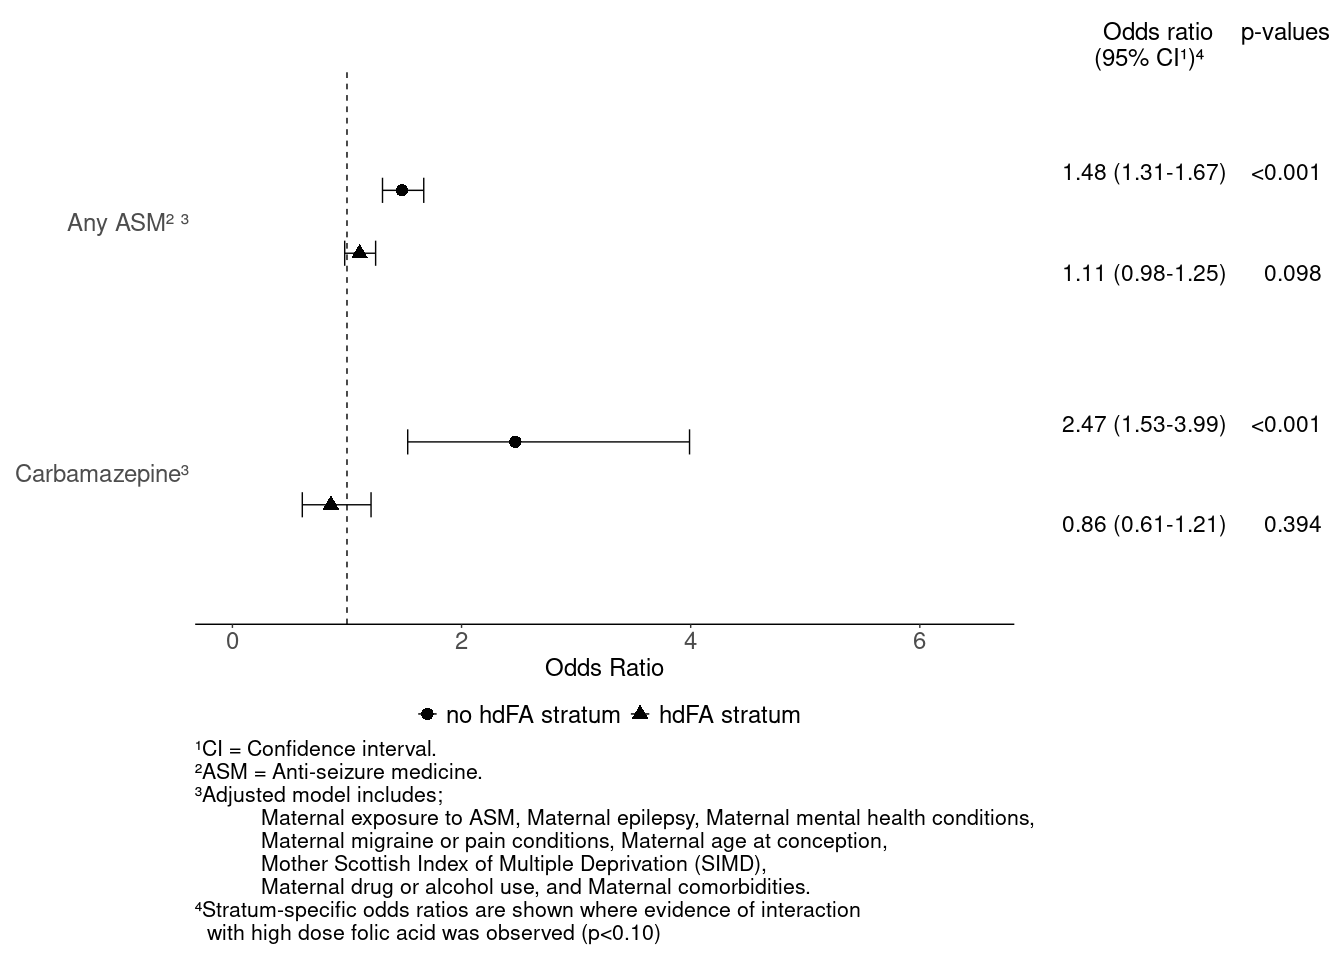 Odds ratio p-values
(95% CI¹)⁴
1.48 (1.31-1.67) <0.001
Any ASM² ³
1.11 (0.98-1.25) 0.098
2.47 (1.53-3.99) <0.001
Carbamazepine³
0.86 (0.61-1.21) 0.394
0 2 4 6
Odds Ratio
no hdFA stratum hdFA stratum
¹CI = Confidence interval.
²ASM = Anti-seizure medicine.
³Adjusted model includes;
Maternal exposure to ASM, Maternal epilepsy, Maternal mental health conditions,
Maternal migraine or pain conditions, Maternal age at conception,
Mother Scottish Index of Multiple Deprivation (SIMD),
Maternal drug or alcohol use, and Maternal comorbidities.
⁴Stratum-specific odds ratios are shown where evidence of interaction
with high dose folic acid was observed (p<0.10)